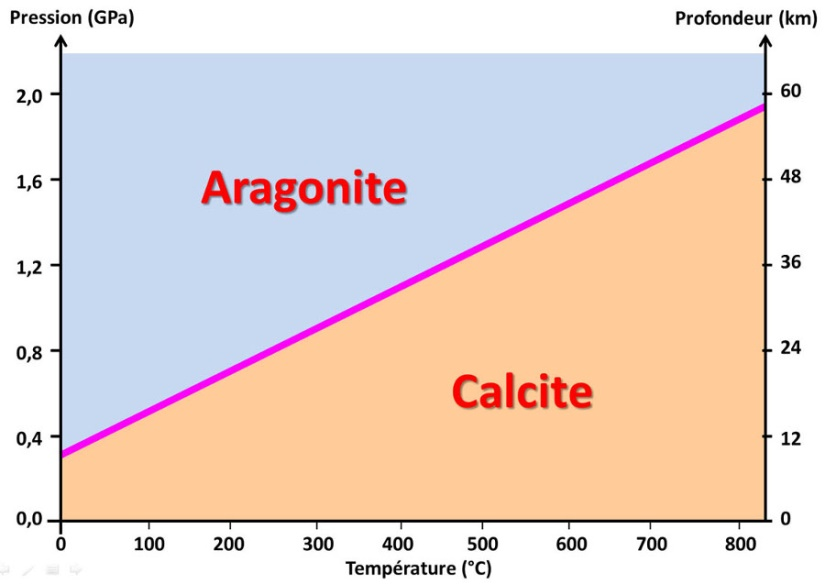 Pression (GPa)
Profondeur (km)
2,0
60
Aragonite
1,6
48
1,2
36
0,8
24
Calcite
0,4
12
0,0
0
0 100 200 300 400 500 600 700 800
Température (°C)